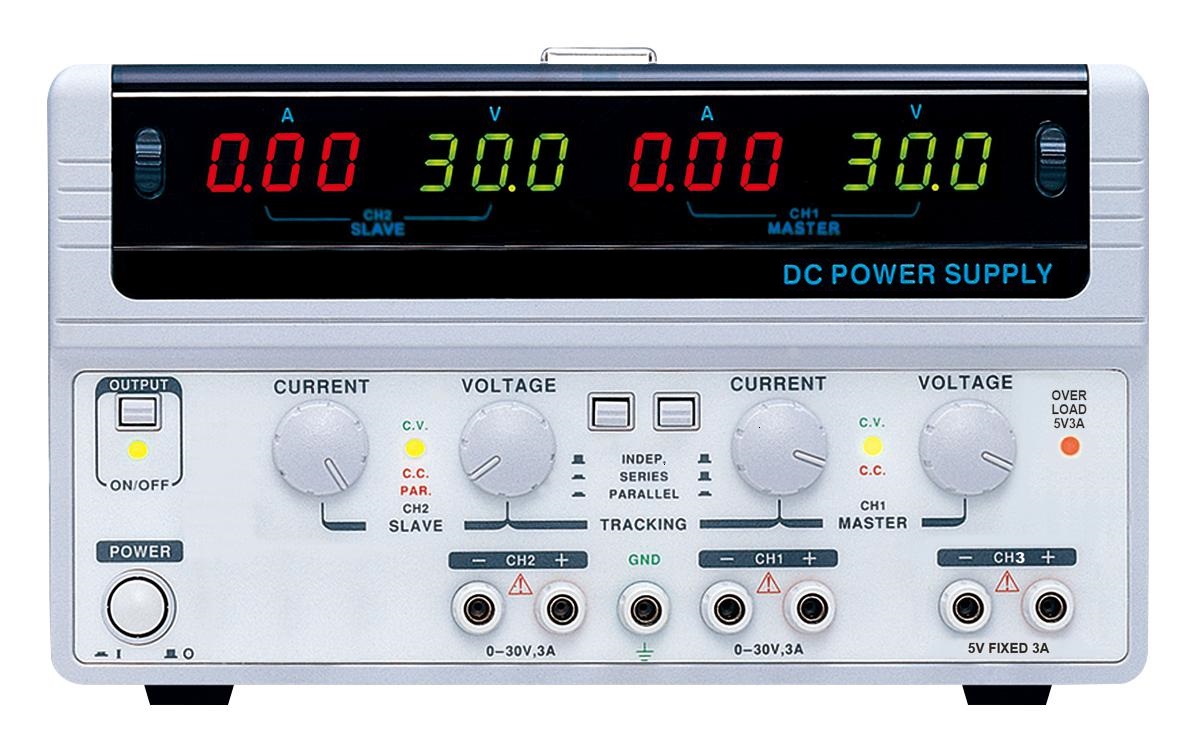 A V A V
0.00 30.0 0.00 30.0
CH2 CH1
SLAVE MASTER
DC POWER SUPPLY
OUTPUT
ON/OFF
CURRENT VOLTAGE CURRENT VOLTAGE
OVER
LOAD
5V3A
C.V. C.V.
C.C. C.C.
PAR.
INDEP,
SERIES
PARALLEL
CH2 CH1
SLAVE TRACKING MASTER
POWER
I O
− CH2 + GND − CH1 + − CH3 +
0–30V,3A 0–30V,3A 5V FIXED 3A